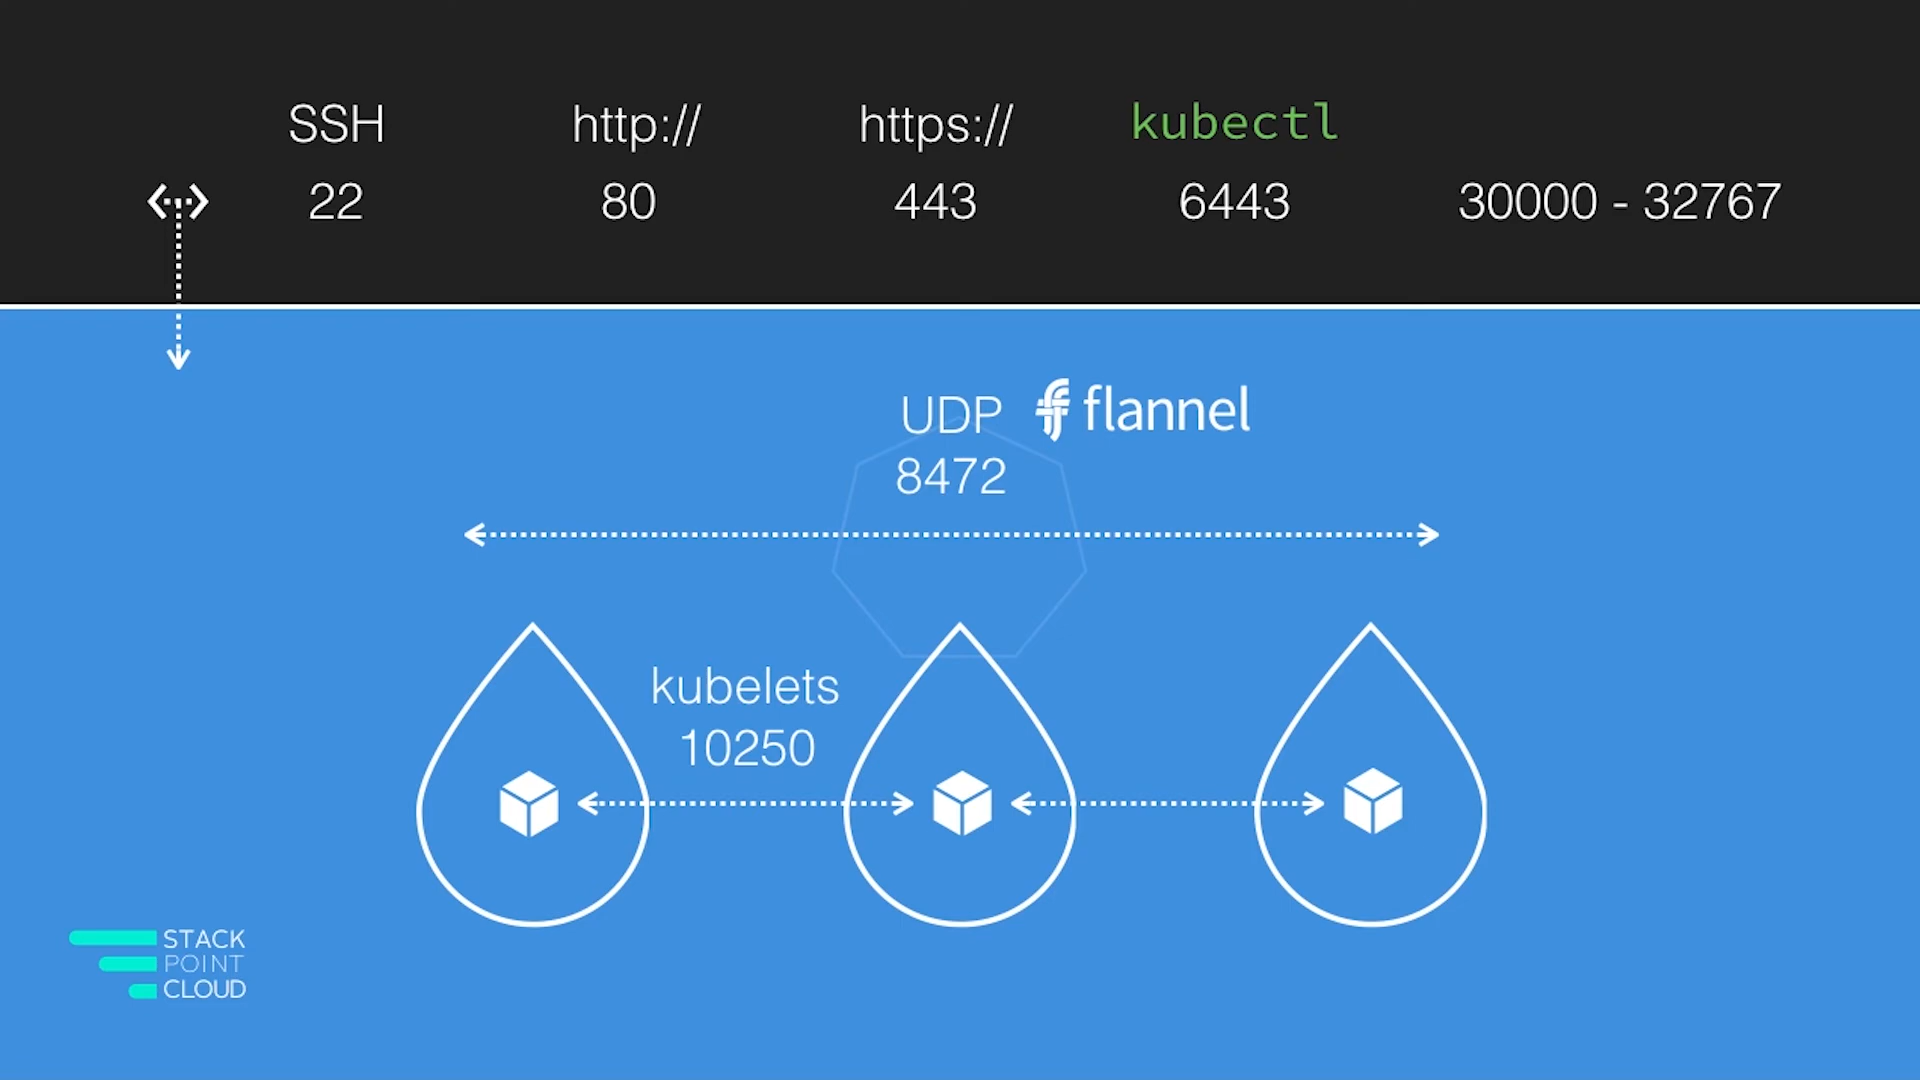 SSH http:// https:// kubectl
22 80 443 6443 30000 - 32767
UDP flannel
8472
kubelets
10250
STACK
POINT
CLOUD